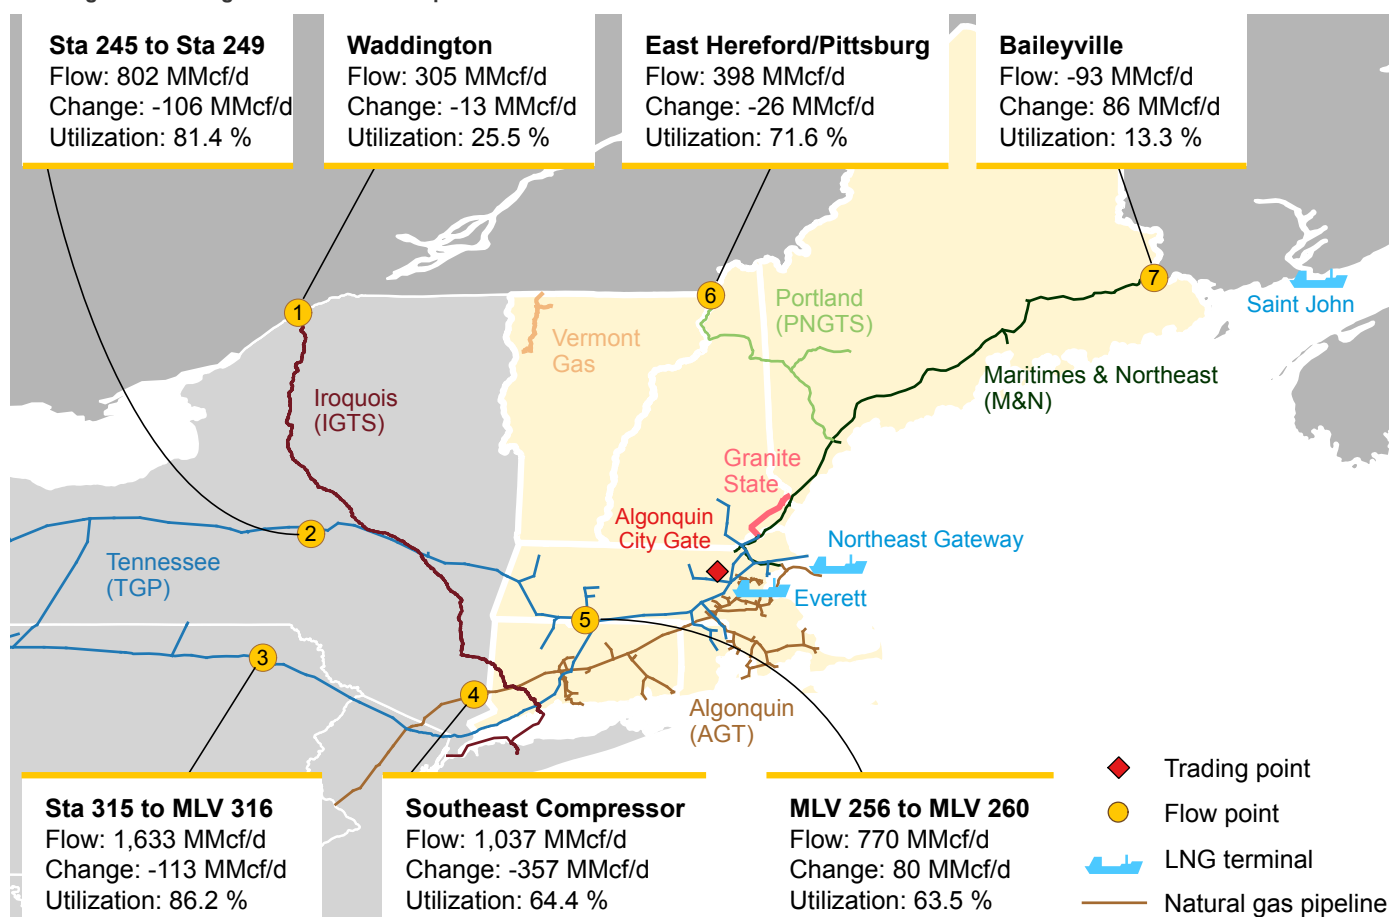 Sta 245 to Sta 249
Flow: 802 MMcf/d
Change: -106 MMcf/d
Utilization: 81.4 %
Waddington
Flow: 305 MMcf/d
Change: -13 MMcf/d
Utilization: 25.5 %
East Hereford/Pittsburg
Flow: 398 MMcf/d
Change: -26 MMcf/d
Utilization: 71.6 %
Baileyville
Flow: -93 MMcf/d
Change: 86 MMcf/d
Utilization: 13.3 %
1
6
7
Saint John
Portland
(PNGTS)
Vermont
Gas
Maritimes & Northeast
(M&N)
Iroquois
(IGTS)
Granite
State
Algonquin
City Gate
2
Northeast Gateway
Tennessee
(TGP)
Everett
5
3
4
Algonquin
(AGT)
Sta 315 to MLV 316
Flow: 1,633 MMcf/d
Change: -113 MMcf/d
Utilization: 86.2 %
Southeast Compressor
Flow: 1,037 MMcf/d
Change: -357 MMcf/d
Utilization: 64.4 %
MLV 256 to MLV 260
Flow: 770 MMcf/d
Change: 80 MMcf/d
Utilization: 63.5 %
Trading point
Flow point
LNG terminal
Natural gas pipeline